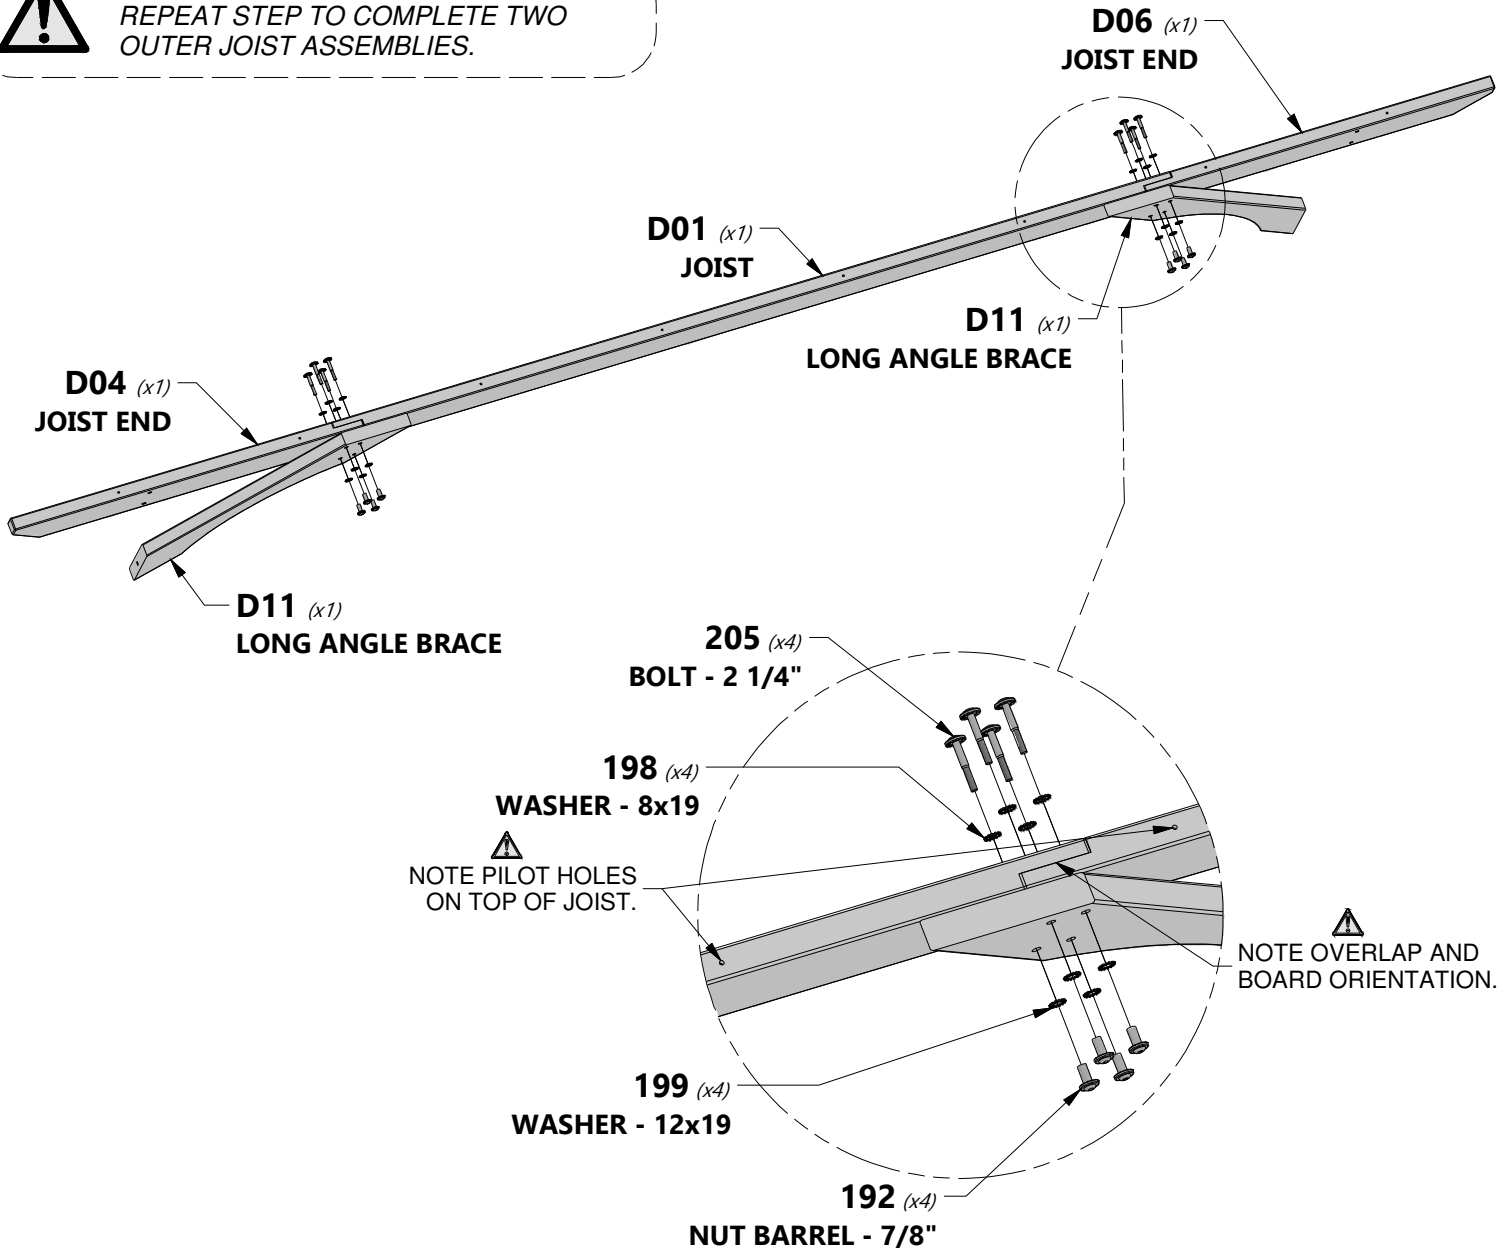 REPEAT STEP TO COMPLETE TWO
OUTER JOIST ASSEMBLIES.
D06 (x1)
JOIST END
D01 (x1)
JOIST
D11 (x1)
LONG ANGLE BRACE
D04 (x1)
JOIST END
D11 (x1)
LONG ANGLE BRACE
205 (x4)
BOLT - 2 1/4"
198 (x4)
WASHER - 8x19
NOTE PILOT HOLES
ON TOP OF JOIST.
NOTE OVERLAP AND
BOARD ORIENTATION.
199 (x4)
WASHER - 12x19
192 (x4)
NUT BARREL - 7/8"